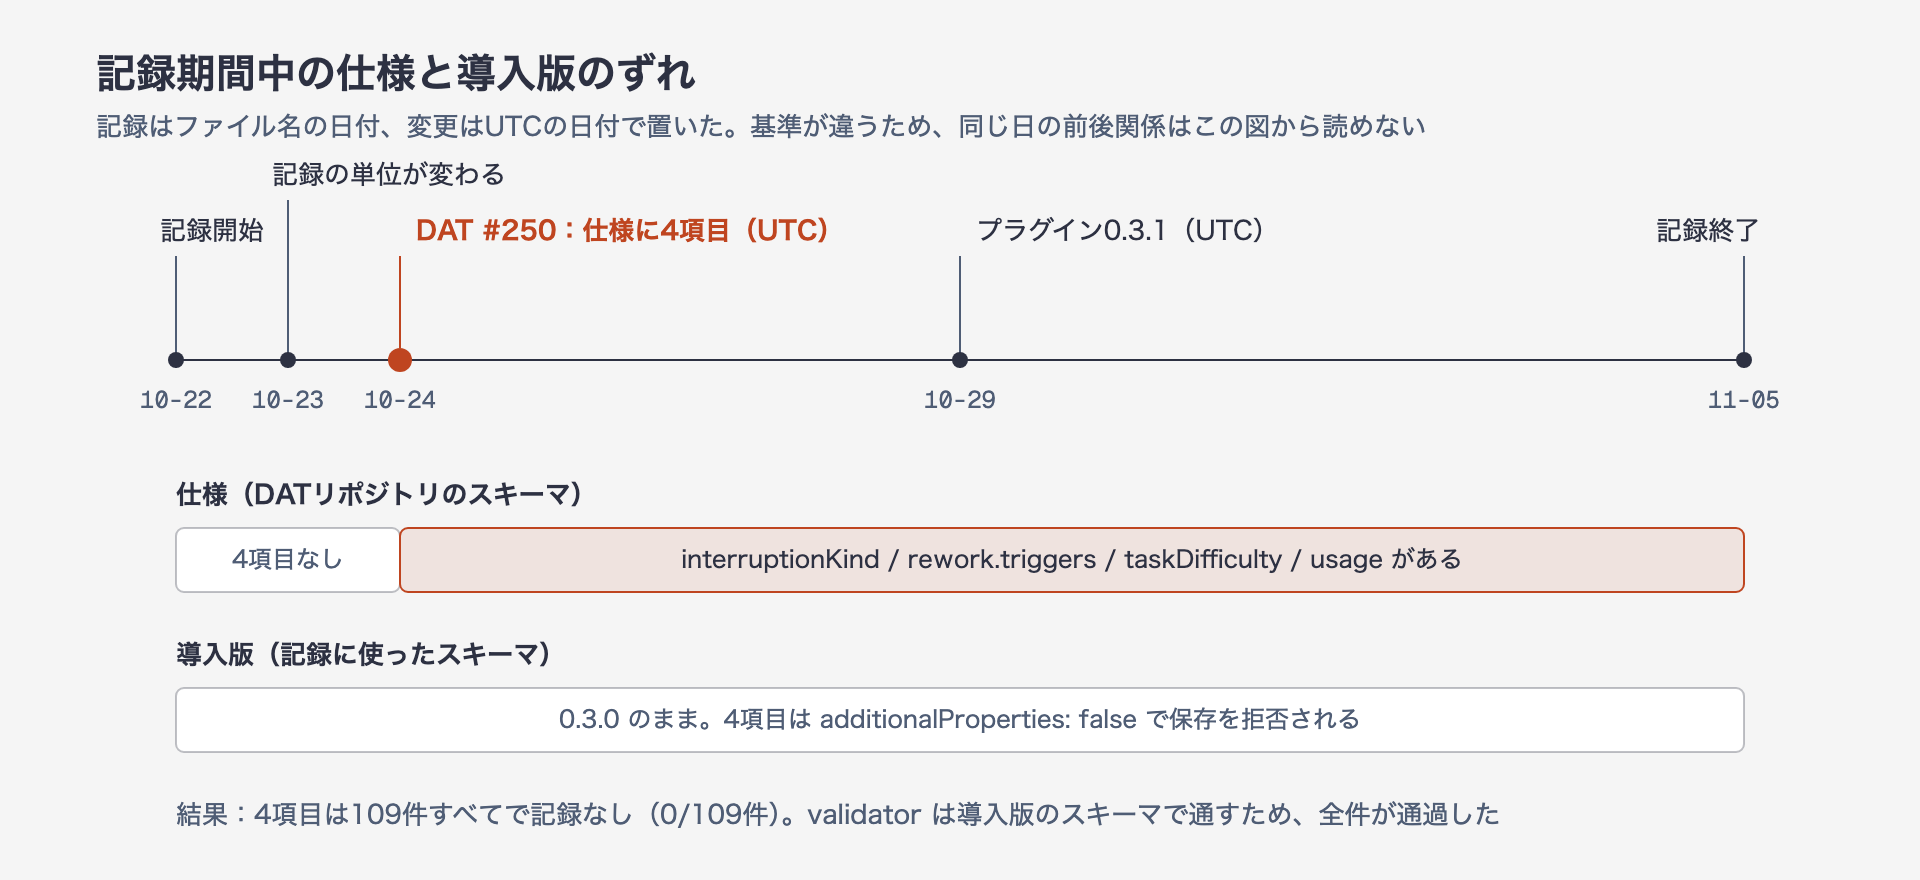 記録期間中の仕様と導入版のずれ
記録はファイル名の日付、変更はUTCの日付で置いた。基準が違うため、同じ日の前後関係はこの図から読めない
記録の単位が変わる
記録開始
DAT #250：仕様に4項目（UTC）
プラグイン0.3.1（UTC）
記録終了
10-22
10-23
10-24
10-29
11-05
仕様（DATリポジトリのスキーマ）
4項目なし
interruptionKind / rework.triggers / taskDifficulty / usage がある
導入版（記録に使ったスキーマ）
0.3.0 のまま。4項目は additionalProperties: false で保存を拒否される
結果：4項目は109件すべてで記録なし（0/109件）。validator は導入版のスキーマで通すため、全件が通過した